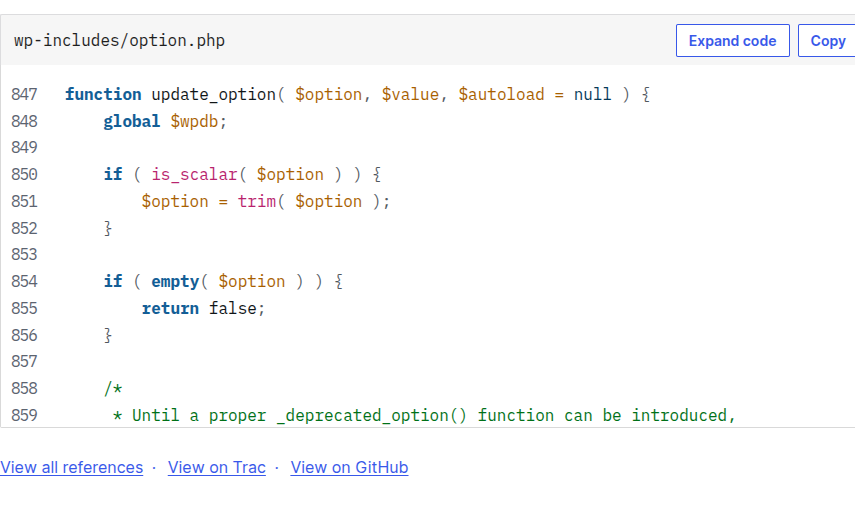 wp-includes/option.php
Expand code
Copy
847 function update_option( $option, $value, $autoload = null ) {
848     global $wpdb;
849
850     if ( is_scalar( $option ) ) {
851         $option = trim( $option );
852     }
853
854     if ( empty( $option ) ) {
855         return false;
856     }
857
858     /*
859      * Until a proper _deprecated_option() function can be introduced,
View all references · View on Trac · View on GitHub